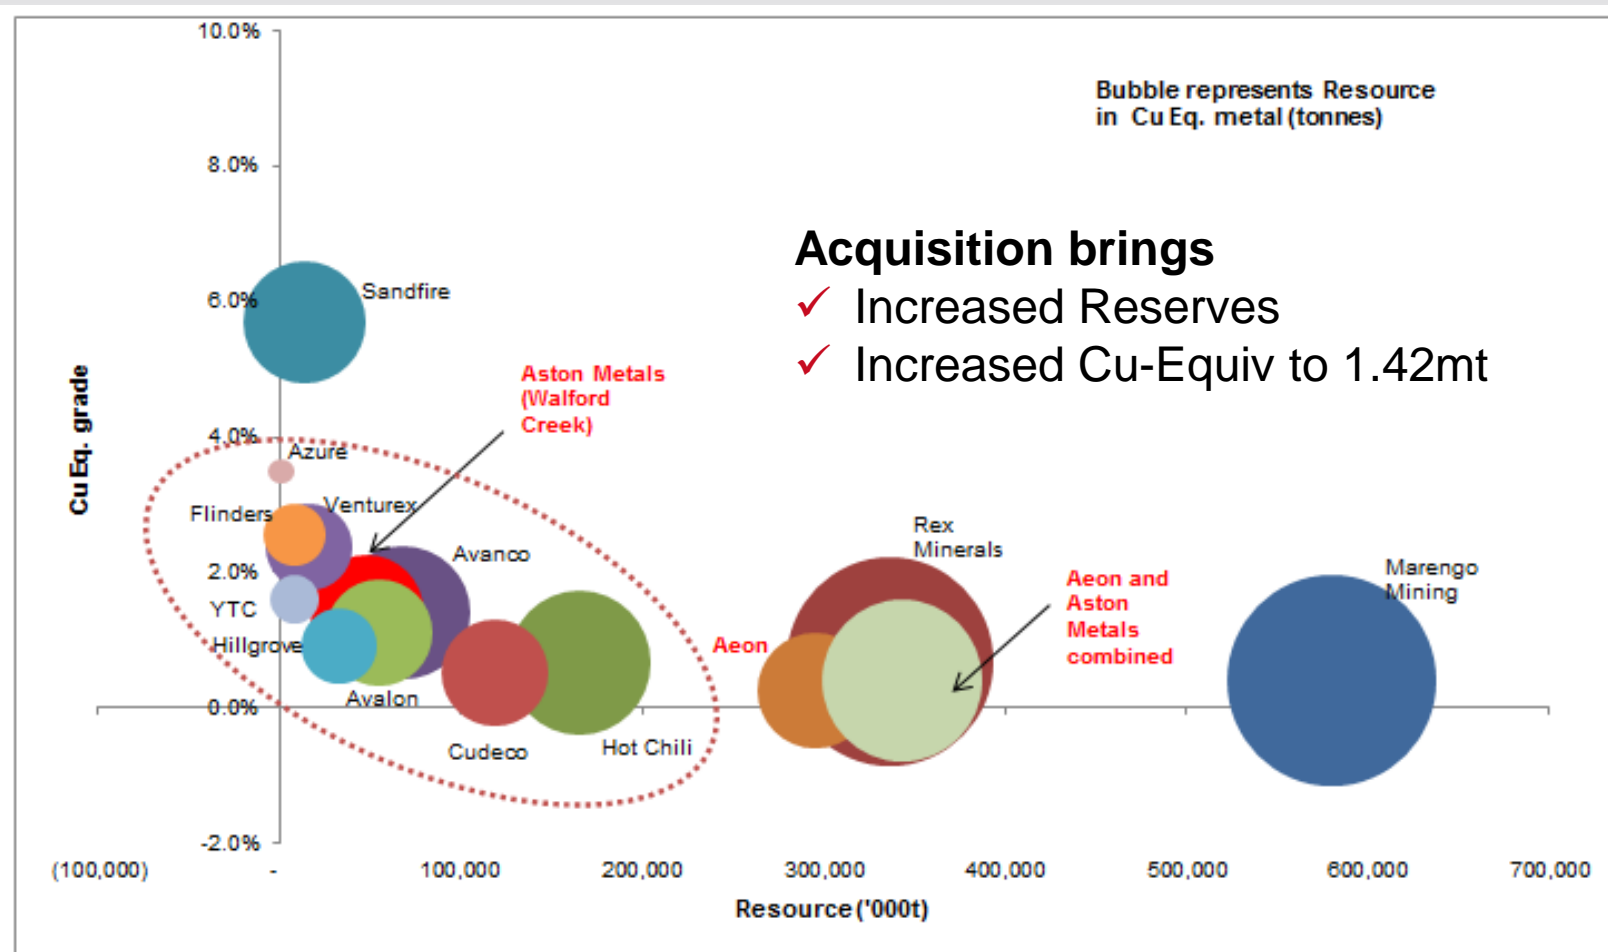 10.0%
Bubble represents Resource
in Cu Eq. metal (tonnes)
8.0%
Acquisition brings
✓ Increased Reserves
✓ Increased Cu-Equiv to 1.42mt
6.0%
Sandfire
Aston Metals
(Walford
Creek)
Cu Eq. grade
4.0%
Azure
Flinders
Venturex
Avanco
2.0%
YTC
Hillgrove
Avalon
Rex
Minerals
Aeon and
Aston
Metals
combined
Aeon
Marengo
Mining
0.0%
Cudeco
Hot Chili
-2.0%
(100,000)
-
100,000
200,000
300,000
400,000
500,000
600,000
700,000
Resource ('000t)